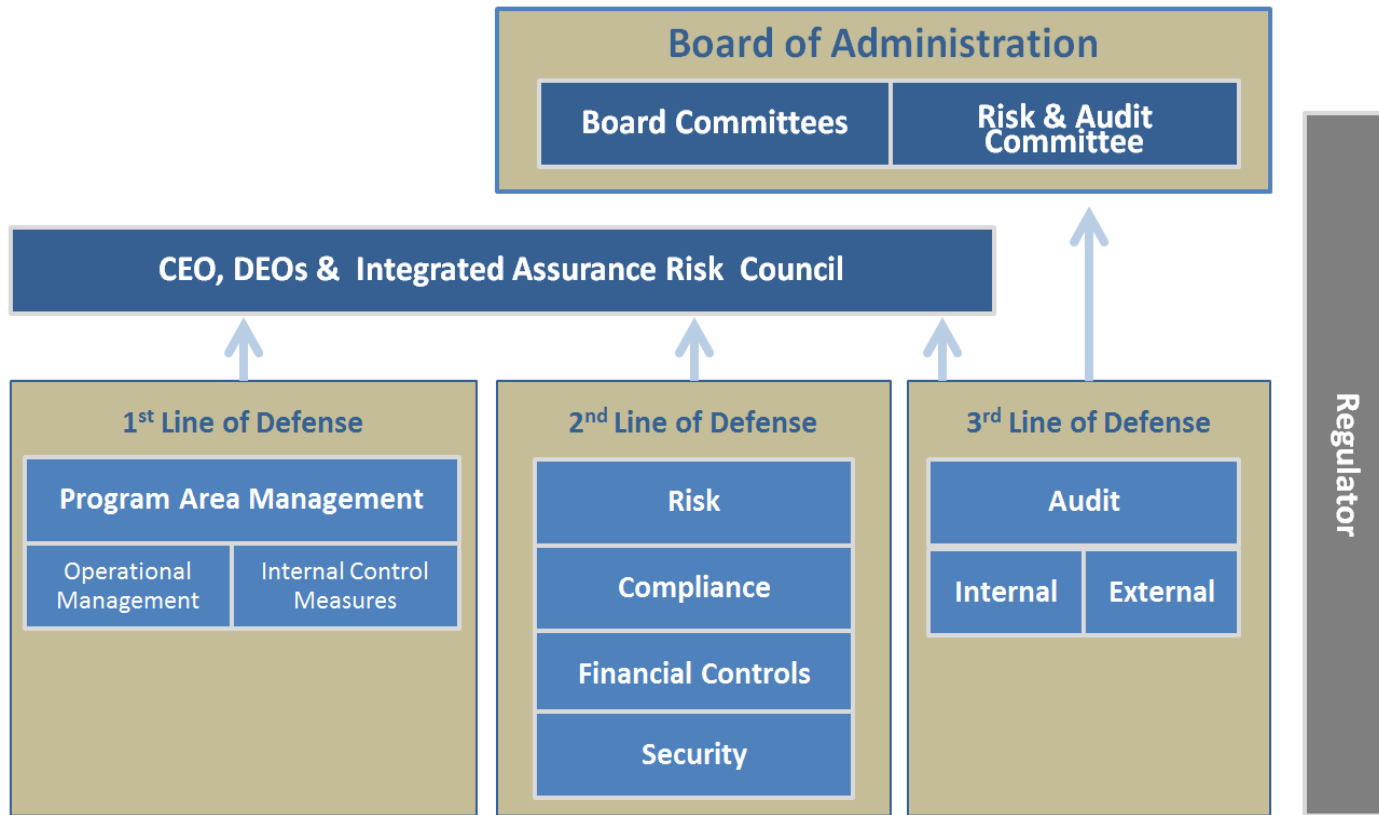 Board of Administration
Board Committees
Risk & Audit
Committee
CEO, DEOs & Integrated Assurance Risk Council
1st Line of Defense
Program Area Management
Operational
Management
Internal Control
Measures
2nd Line of Defense
Risk
Compliance
Financial Controls
Security
3rd Line of Defense
Audit
Internal
External
Regulator